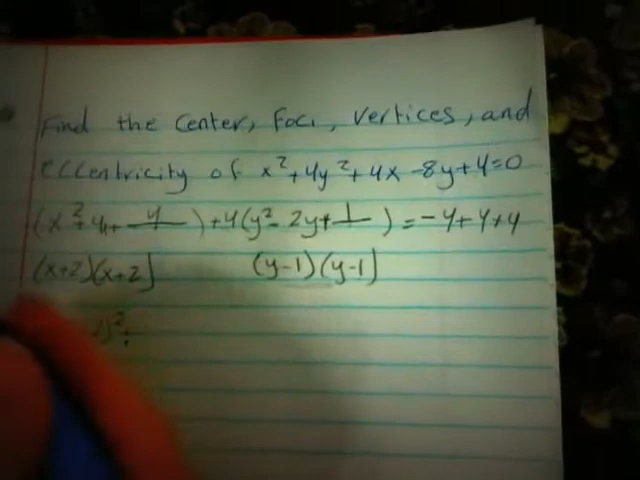 Find the Center, Foci, Vertices, and
Eccentricity of x²+4y²+4x-8y+4=0
(x²+4x+ 4 )+4(y²-2y+ 1 )=-4+4+4
(x+2)(x+2) (y-1)(y-1)
)²+